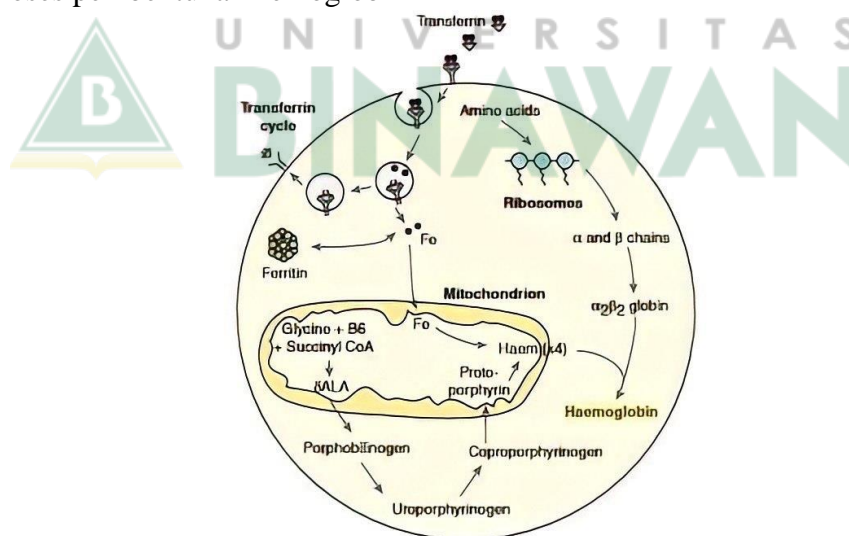 UNIVERSITAS
BINAWAN
B
Transferrin
Transferrin
cycle
Amino acids
Ribosomes
α and β chains
Fe
Ferritin
α2β2 globin
Mitochondrion
Fe
Glycine + B6
+ Succinyl CoA
Haem (x4)
Proto-
porphyrin
Haemoglobin
Porphobilinogen
Coproporphyrinogen
Uroporphyrinogen